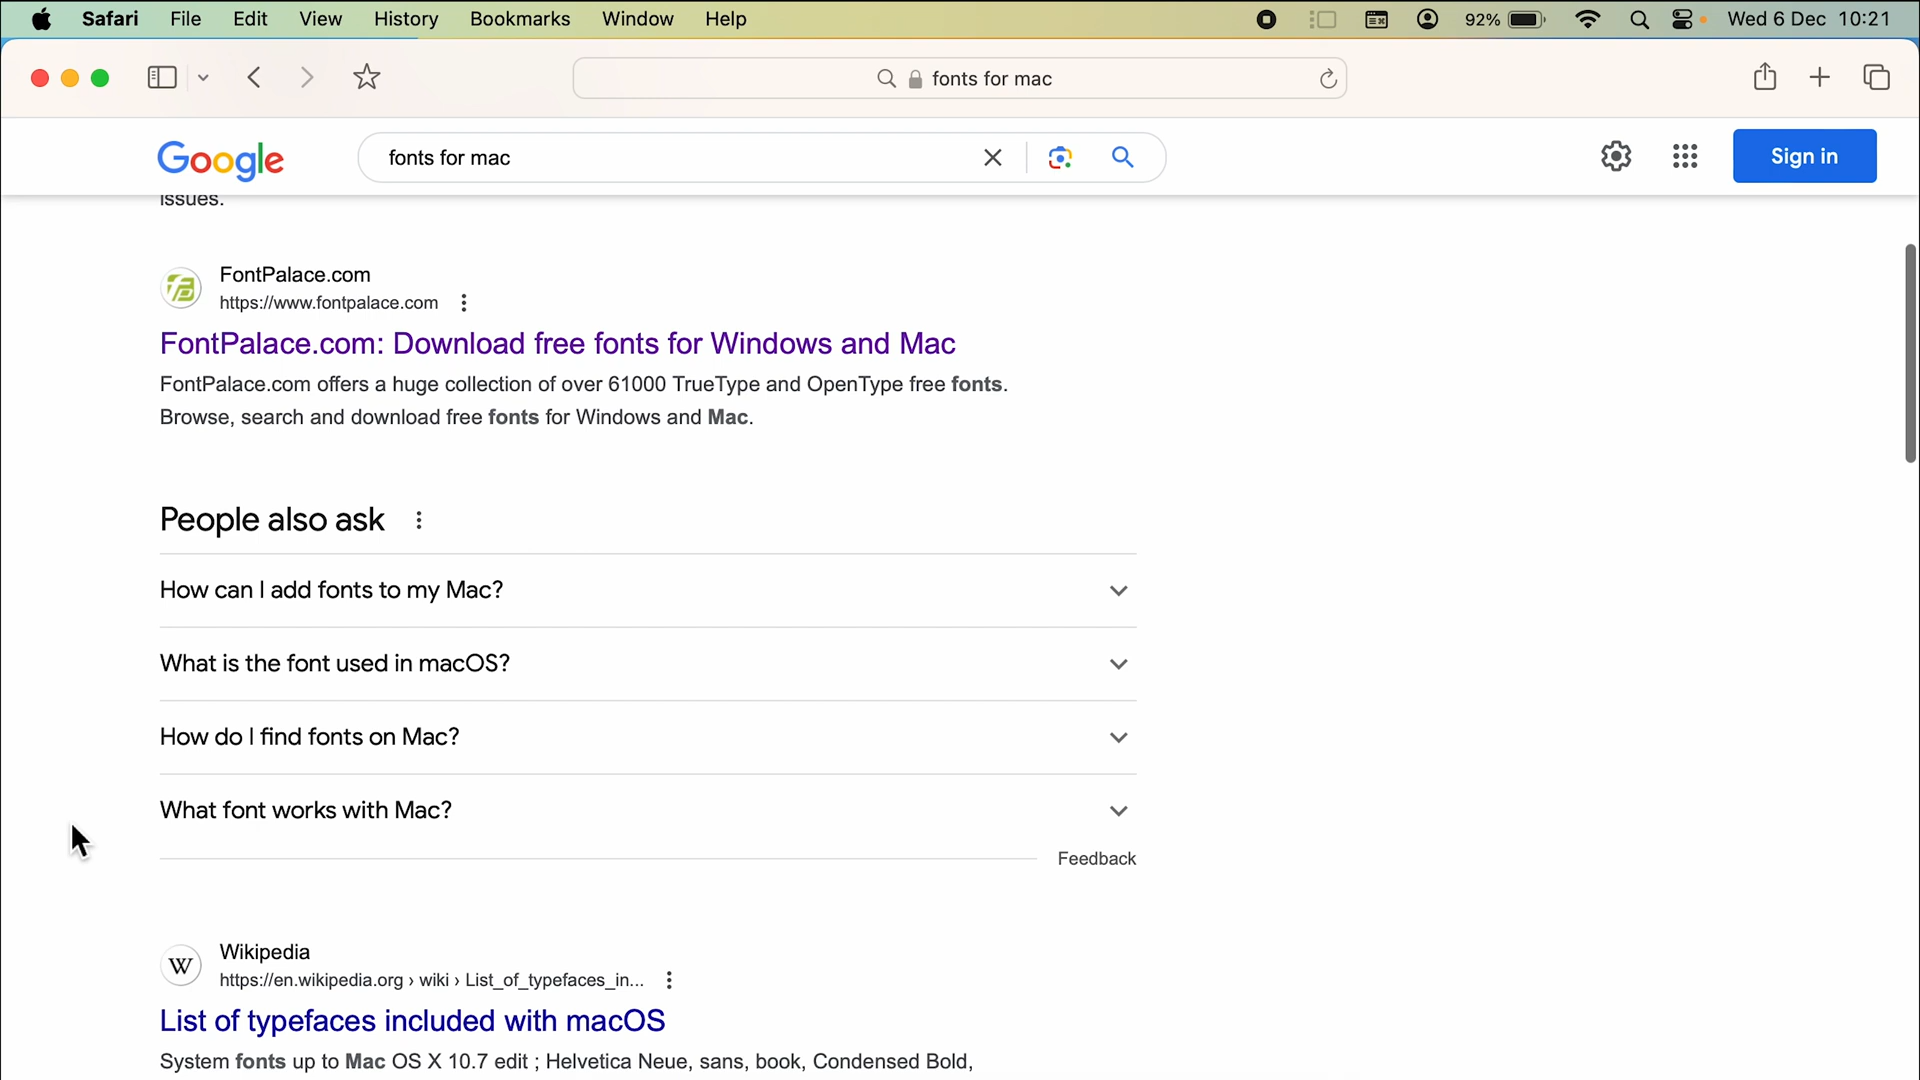 Safari File Edit View History Bookmarks Window Help 92% Wed 6 Dec 10:21
fonts for mac
Google fonts for mac Sign in
issues.
FontPalace.com
https://www.fontpalace.com
FontPalace.com: Download free fonts for Windows and Mac
FontPalace.com offers a huge collection of over 61000 TrueType and OpenType free fonts.
Browse, search and download free fonts for Windows and Mac.
People also ask
How can I add fonts to my Mac?
What is the font used in macOS?
How do I find fonts on Mac?
What font works with Mac?
Feedback
W Wikipedia
https://en.wikipedia.org › wiki › List_of_typefaces_in...
List of typefaces included with macOS
System fonts up to Mac OS X 10.7 edit ; Helvetica Neue, sans, book, Condensed Bold,